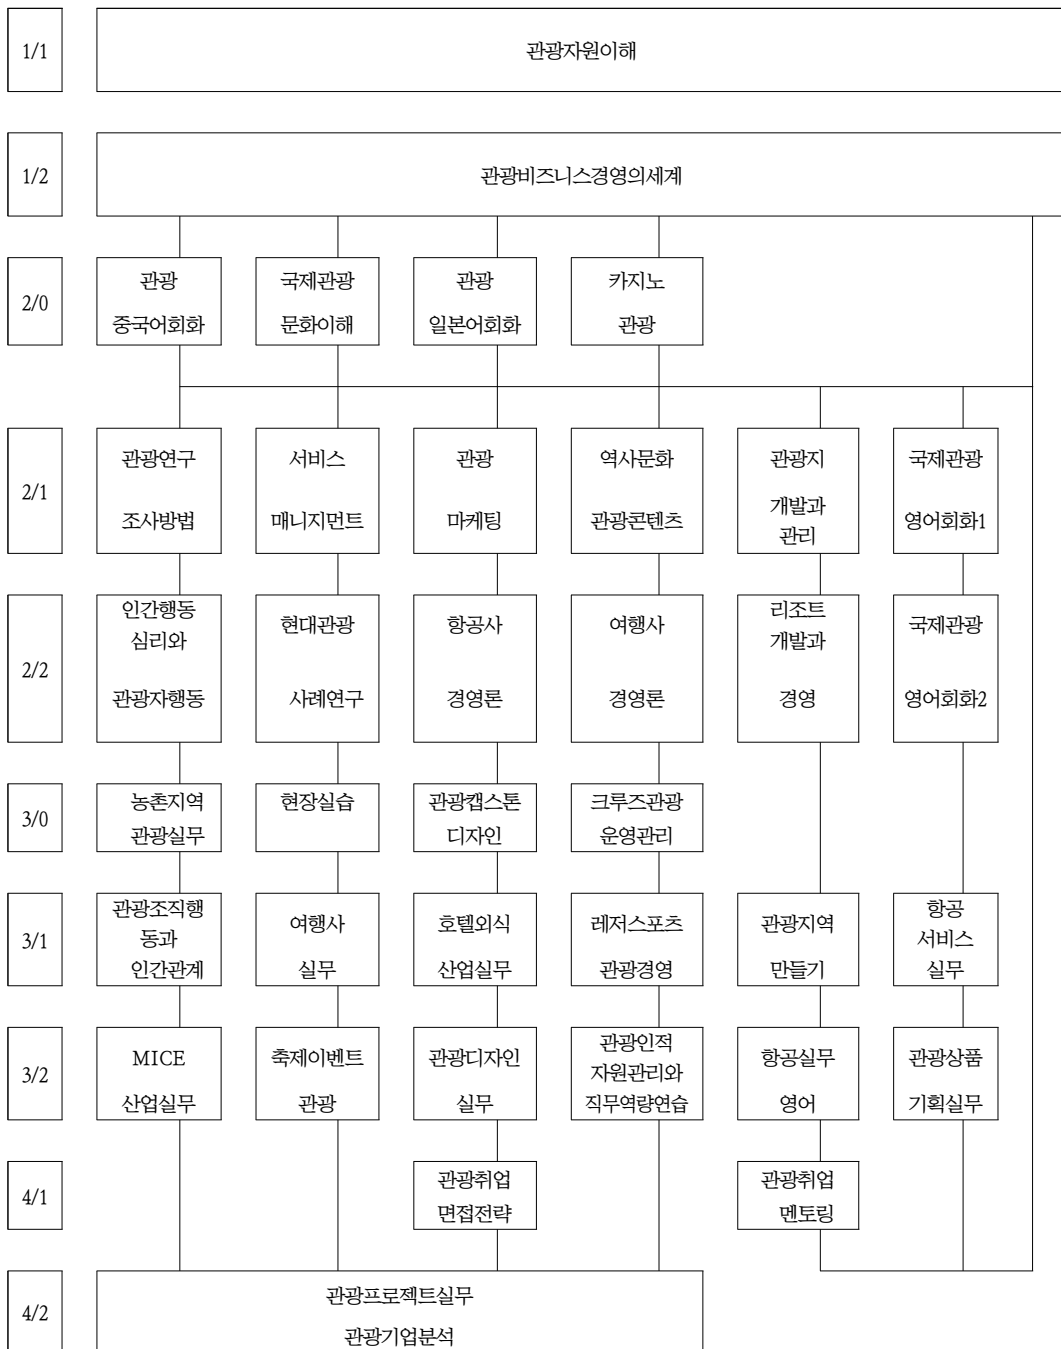 1/1
관광자원이해
1/2
관광비즈니스경영의세계
2/0
관광
중국어회화
국제관광
문화이해
관광
일본어회화
카지노
관광
2/1
관광연구
조사방법
서비스
매니지먼트
관광
마케팅
역사문화
관광콘텐츠
관광지
개발과
관리
국제관광
영어회화1
2/2
인간행동
심리와
관광자행동
현대관광
사례연구
항공사
경영론
여행사
경영론
리조트
개발과
경영
국제관광
영어회화2
3/0
농촌지역
관광실무
현장실습
관광캡스톤
디자인
크루즈관광
운영관리
3/1
관광조직행
동과
인간관계
여행사
실무
호텔외식
산업실무
레저스포츠
관광경영
관광지역
만들기
항공
서비스
실무
3/2
MICE
산업실무
축제이벤트
관광
관광디자인
실무
관광인적
자원관리와
직무역량연습
항공실무
영어
관광상품
기획실무
4/1
관광취업
면접전략
관광취업
멘토링
4/2
관광프로젝트실무
관광기업분석